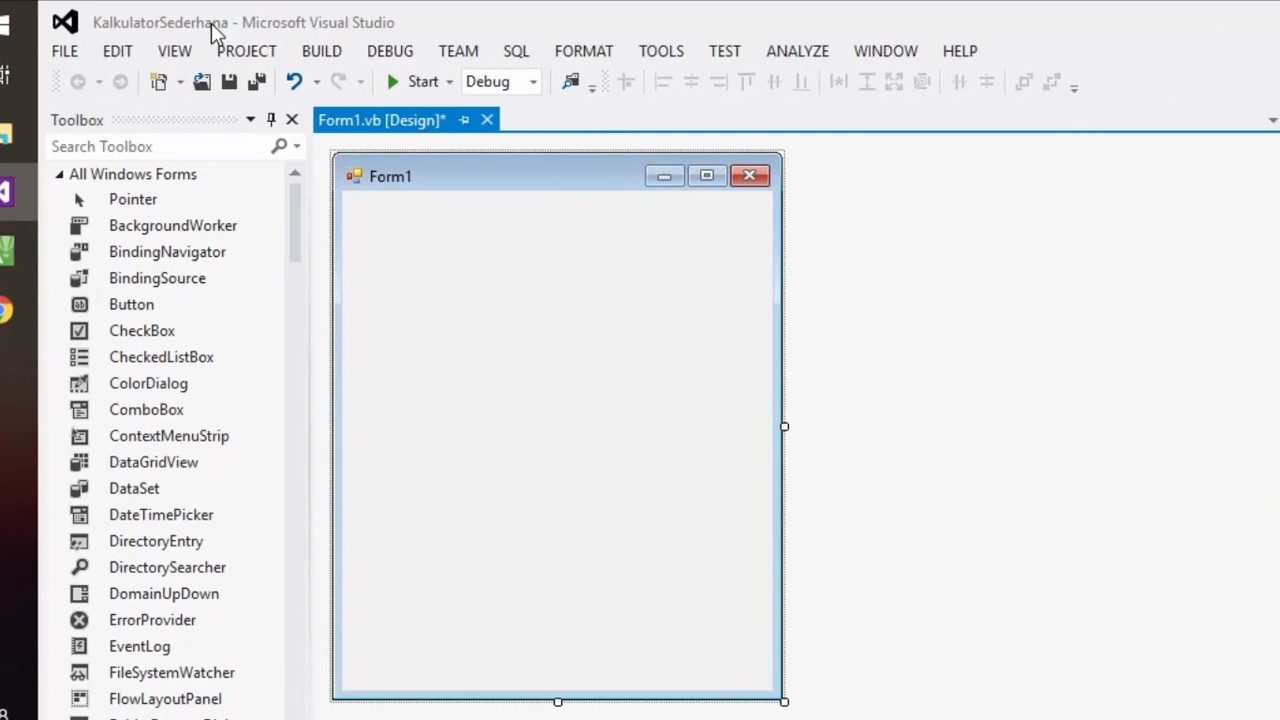 KalkulatorSederhana - Microsoft Visual Studio
FILE EDIT VIEW PROJECT BUILD DEBUG TEAM SQL FORMAT TOOLS TEST ANALYZE WINDOW HELP
Start Debug
Toolbox
Form1.vb [Design]*
Search Toolbox
All Windows Forms
Form1
Pointer
BackgroundWorker
BindingNavigator
BindingSource
Button
CheckBox
CheckedListBox
ColorDialog
ComboBox
ContextMenuStrip
DataGridView
DataSet
DateTimePicker
DirectoryEntry
DirectorySearcher
DomainUpDown
ErrorProvider
EventLog
FileSystemWatcher
FlowLayoutPanel